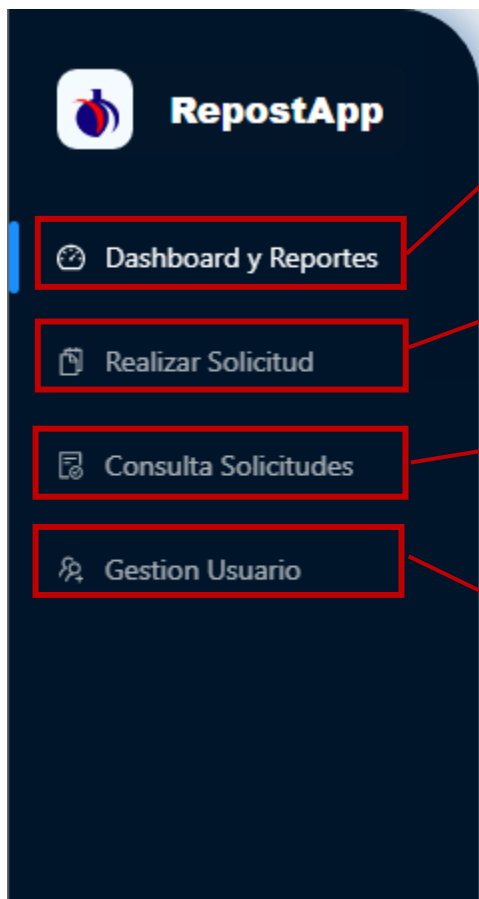 RepostApp
Dashboard y Reportes
Realizar Solicitud
Consulta Solicitudes
Gestion Usuario